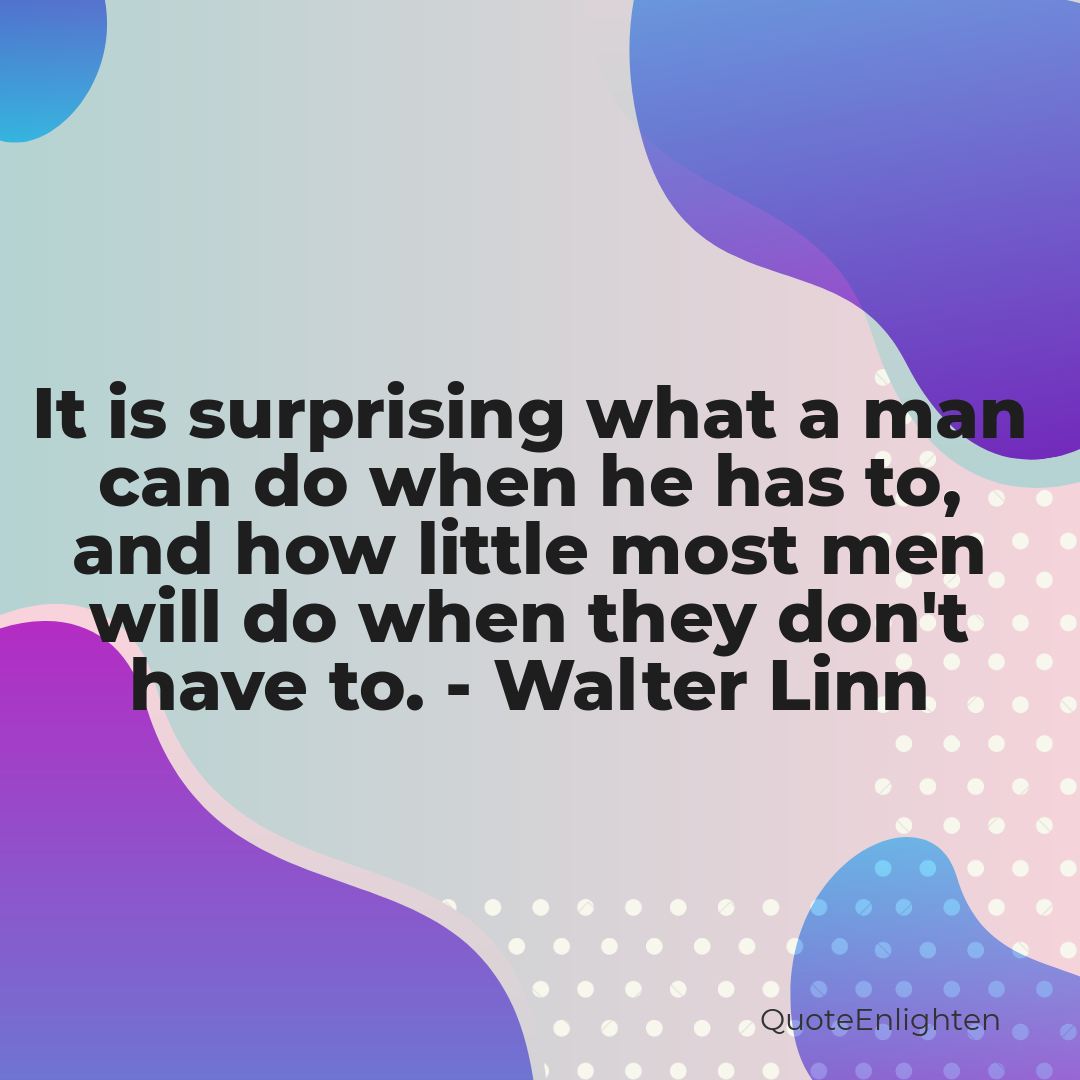 It is surprising what a man
can do when he has to,
and how little most men
will do when they don't
have to. - Walter Linn
QuoteEnlighten